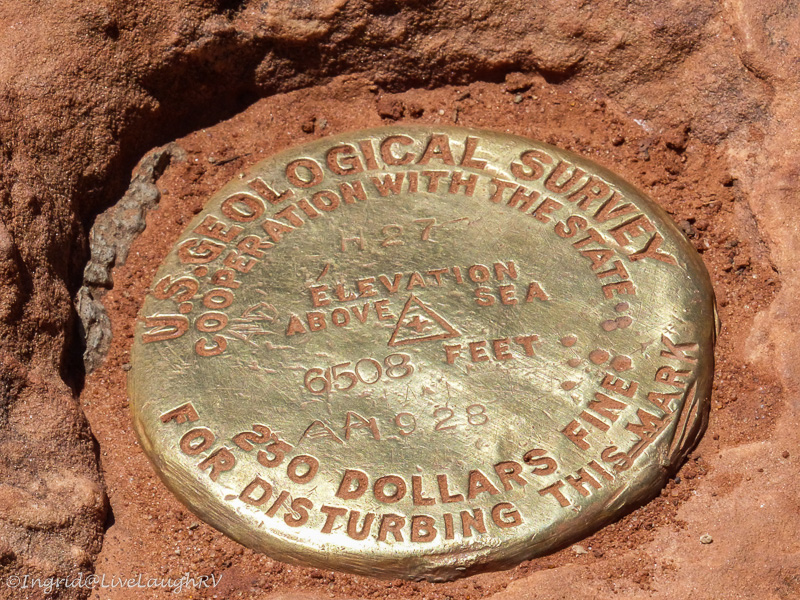 U.S. GEOLOGICAL SURVEY
COOPERATION WITH THE STATE
ELEVATION
ABOVE SEA
6508 FEET
1928
250 DOLLARS FINE
FOR DISTURBING THIS MARK
©Ingrid@LiveLaughRV